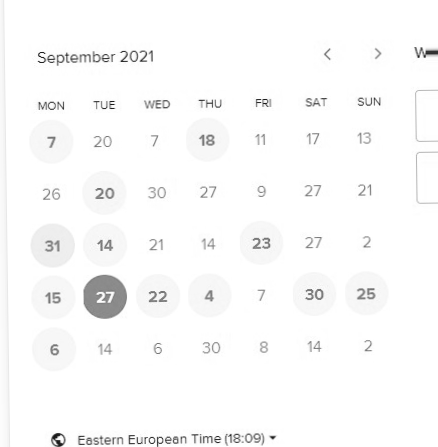 September 2021 < >
MON TUE WED THU FRI SAT SUN
7 20 7 18 11 17 13
26 20 30 27 9 27 21
31 14 21 14 23 27 2
15 27 22 4 7 30 25
6 14 6 30 8 14 2
Eastern European Time (18:09)